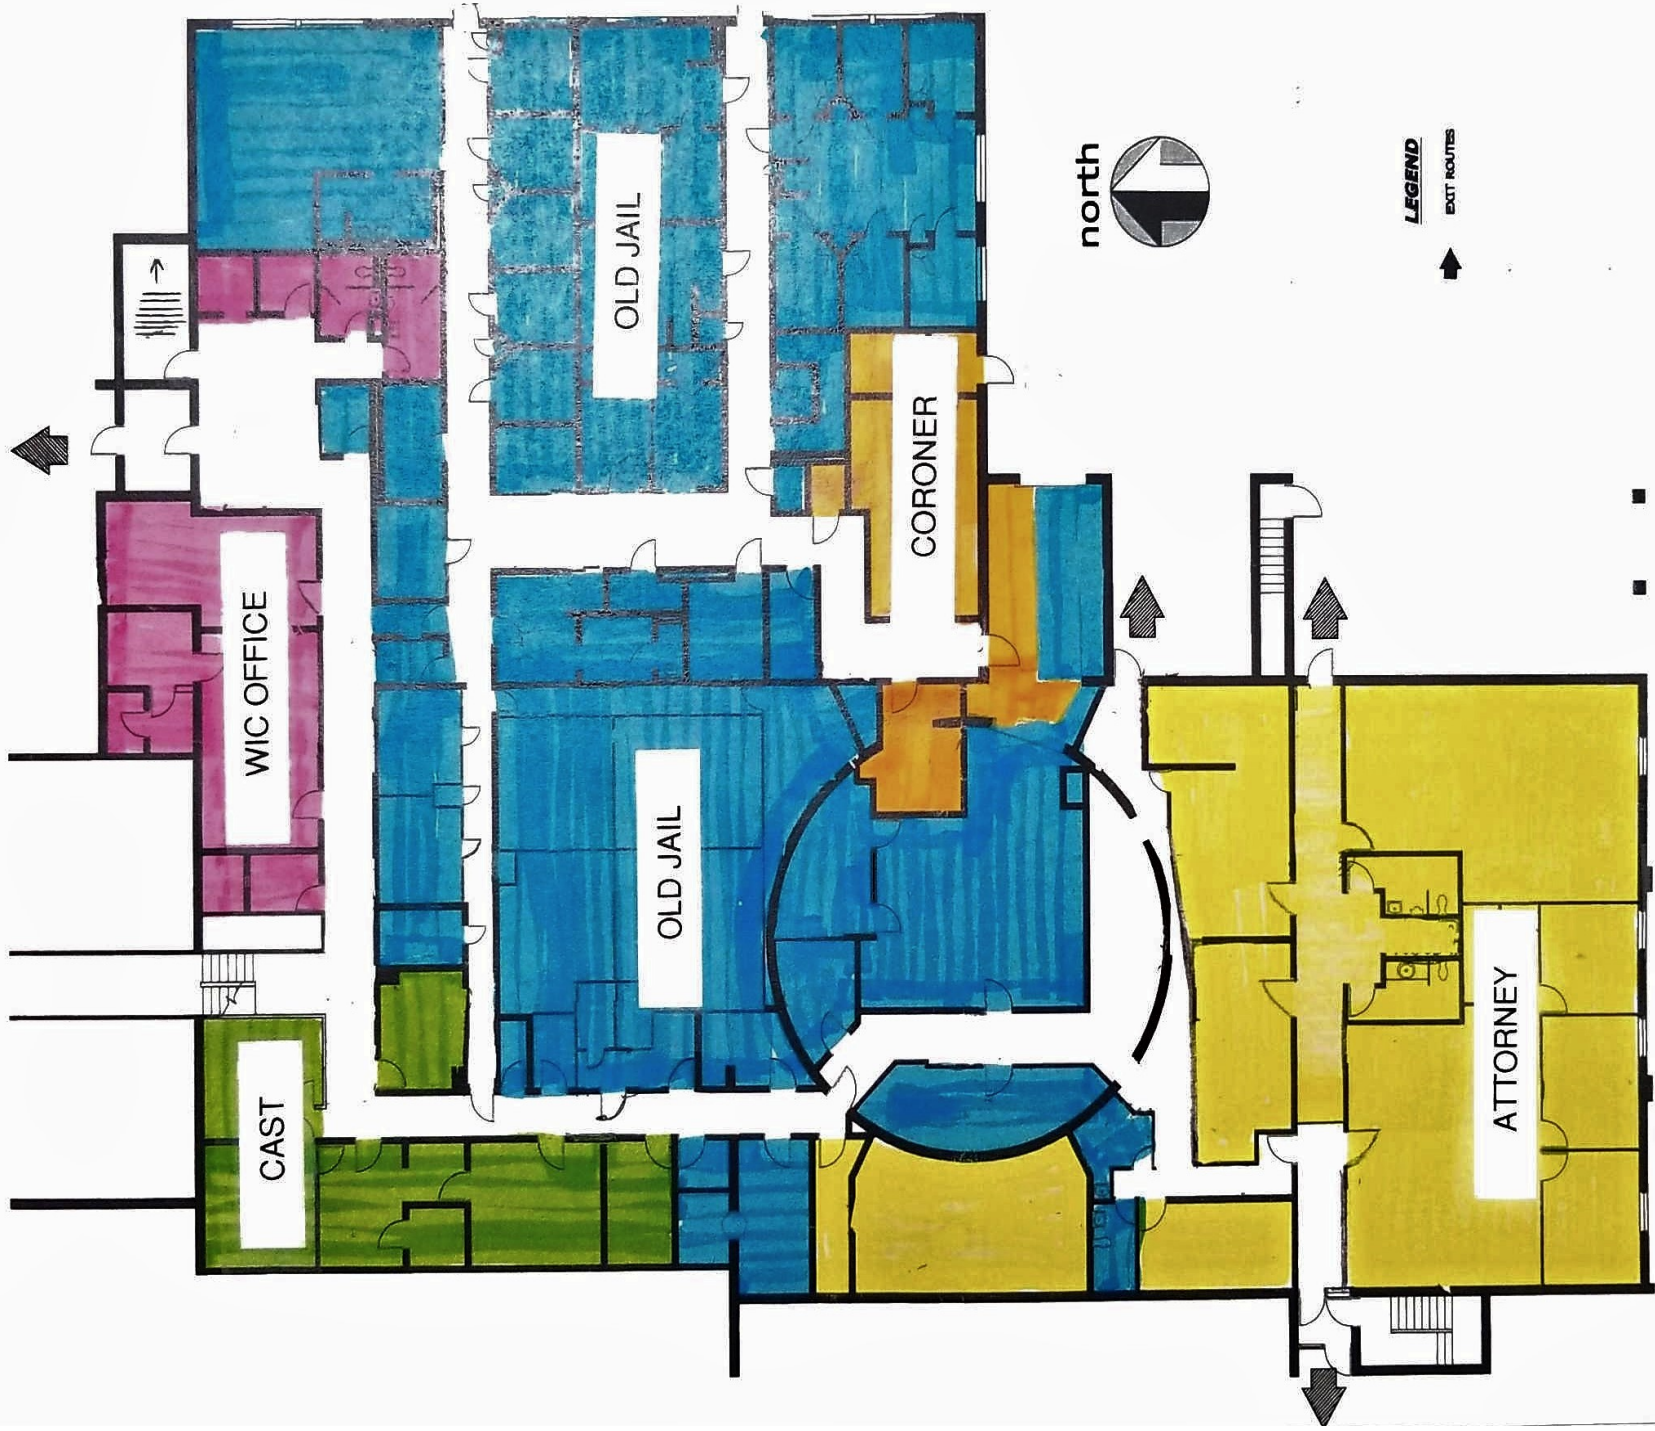 OLD JAIL
north
LEGEND
EXIT ROUTES
CORONER
WIC OFFICE
OLD JAIL
CAST
ATTORNEY